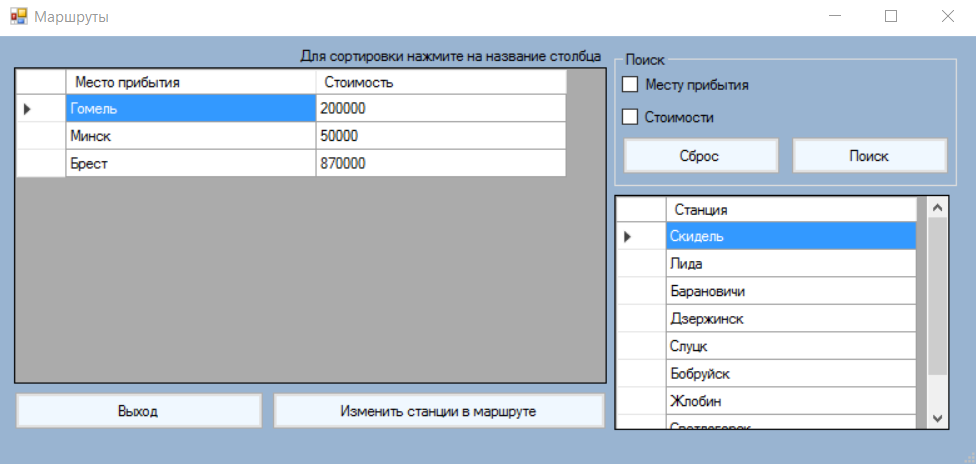 Маршруты
Для сортировки нажмите на название столбца
Место прибытия Стоимость
Гомель 200000
Минск 50000
Брест 870000
Выход Изменить станции в маршруте
Поиск
Месту прибытия
Стоимости
Сброс Поиск
Станция
Скидель
Лида
Барановичи
Дзержинск
Слуцк
Бобруйск
Жлобин
Светлогорск